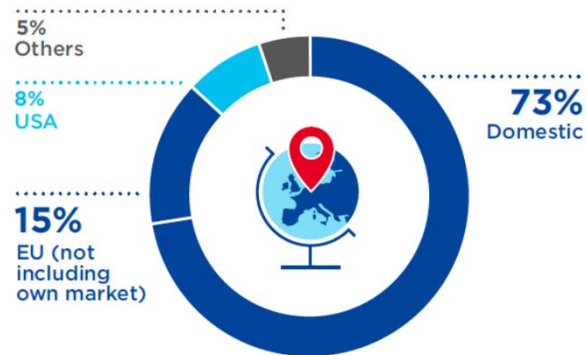 5%
Others
8%
USA
73%
Domestic
15%
EU (not
including
own market)